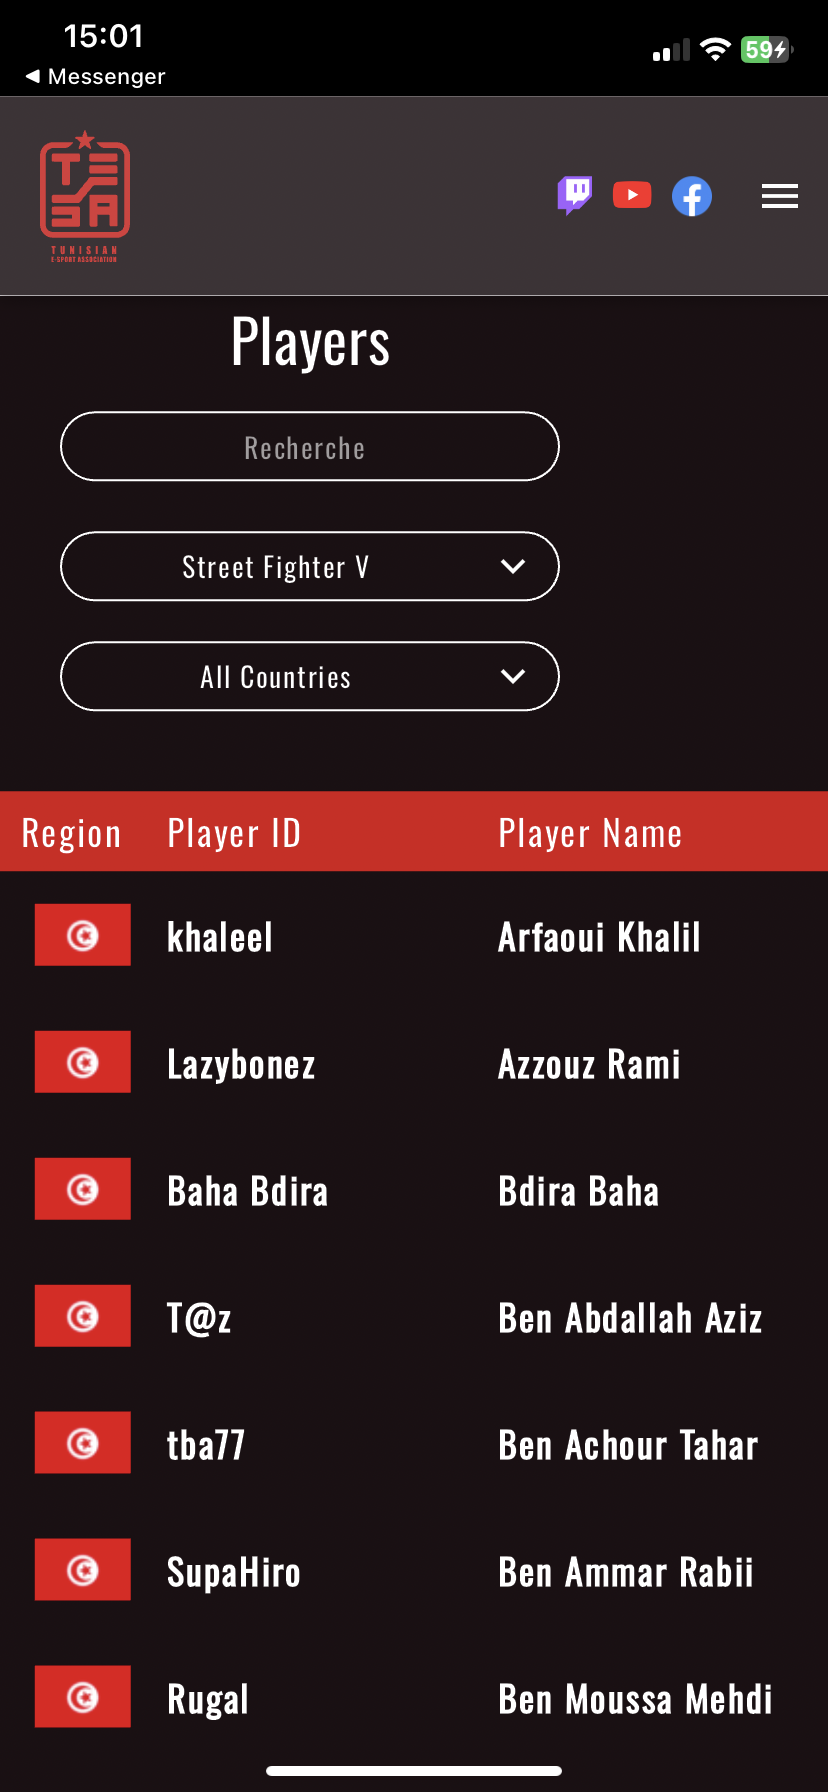 15:01
59
◀ Messenger
TESA
TUNISIAN
E-SPORT ASSOCIATION
Players
Recherche
Street Fighter V
All Countries
Region Player ID Player Name
khaleel Arfaoui Khalil
Lazybonez Azzouz Rami
Baha Bdira Bdira Baha
T@z Ben Abdallah Aziz
tba77 Ben Achour Tahar
SupaHiro Ben Ammar Rabii
Rugal Ben Moussa Mehdi